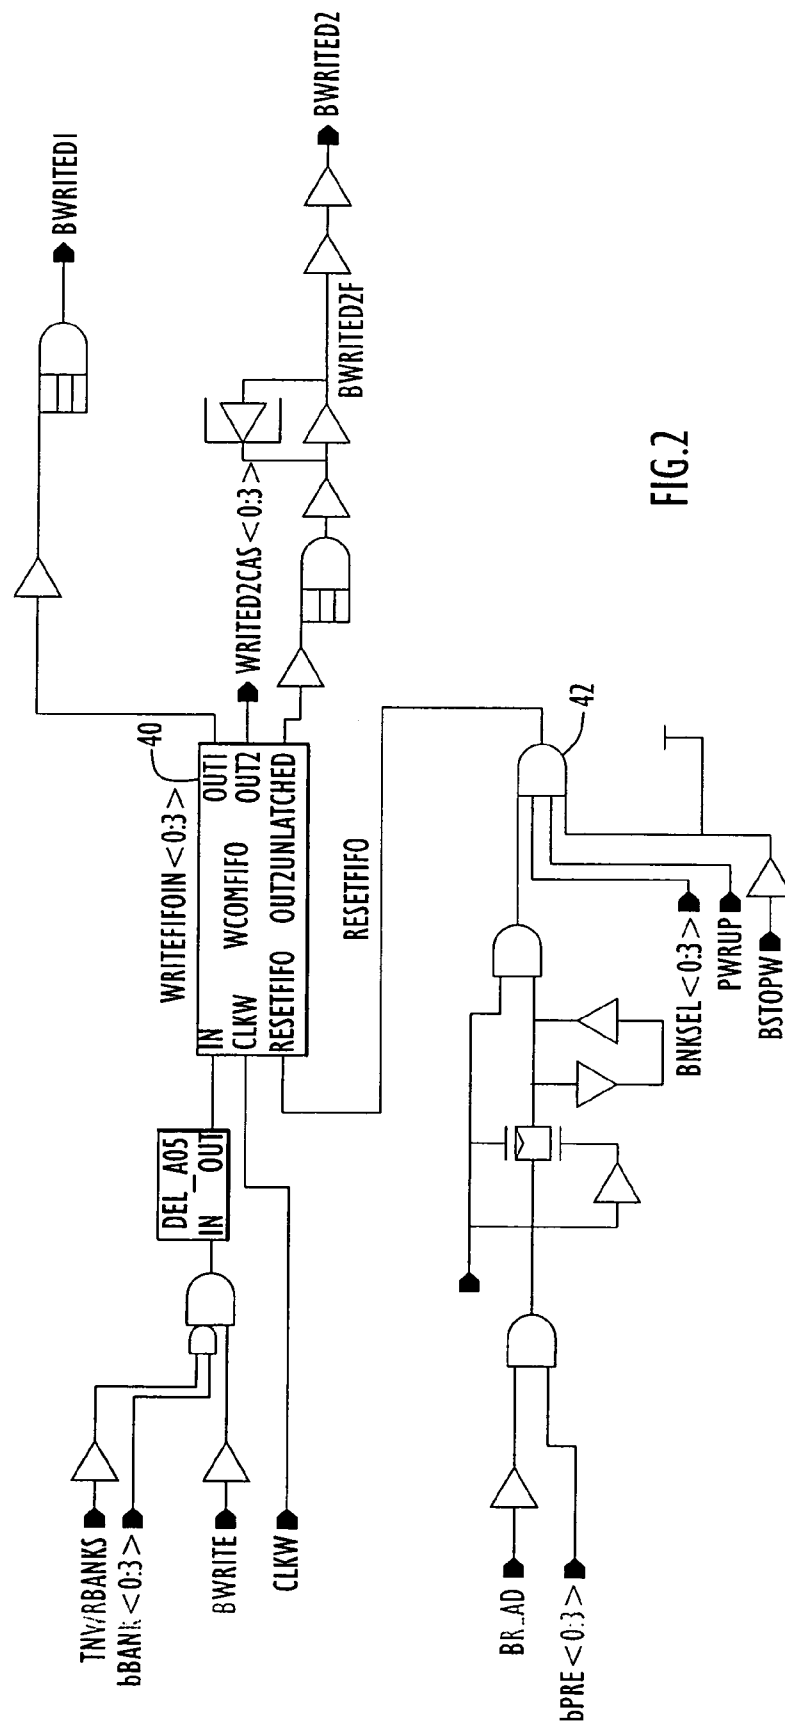 TNWRBANKS
bBANK<0:3>
BWRITE
CLKW
DEL_A05
IN
OUT
WRITEFIFOIN<0:3>
40
IN
OUT1
CLKW
WCOMFIFO
OUT2
RESETFIFO
OUT2UNLATCHED
BWRITED1
WRITED2CAS<0:3>
BWRITED2F
BWRITED2
RESETFIFO
42
bPRE<0:3>
BNKSEL<0:3>
PWRUP
BSTOPW
FIG.2